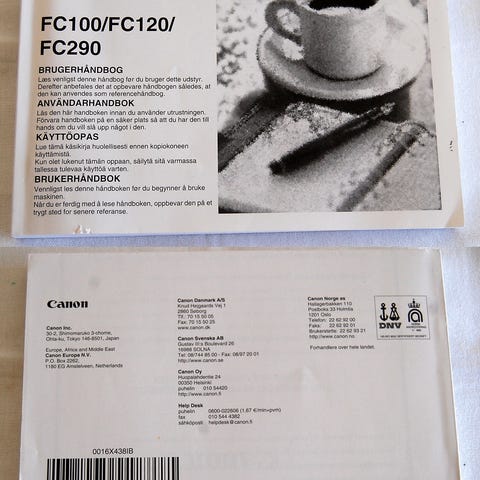 FC100/FC120/
FC290
BRUGERHÅNDBOG
Læs venligst denne håndbog før du bruger dette udstyr.
Derefter anbefales det at opbevare håndbogen således, at
den kan anvendes som referencehåndbog.
ANVÄNDARHANDBOK
Läs den här handboken innan du använder utrustningen.
Förvara handboken på en säker plats så att du har den till
hands om du vill slå upp något i den.
KÄYTTÖOPAS
Lue tämä käsikirja huolellisesti ennen kopiokoneen
käyttämistä.
Kun olet lukenut tämän oppaan, säilytä sitä varmassa
tallessa tulevaa käyttöä varten.
BRUKERHÅNDBOK
Vennligst les denne håndboken før du begynner å bruke
maskinen.
Når du er ferdig med å lese håndboken, oppbevar den på et
trygt sted for senere referanse.
Canon
Canon Inc.
30-2, Shimomaruko 3-chome,
Ohta-ku, Tokyo 146-8501, Japan
Europe, Africa and Middle East
Canon Europa N.V.
P.O. Box 2262,
1180 EG Amstelveen, Netherlands
Canon Danmark A/S
Knud Højgaards Vej 1
2860 Søborg
Tlf.: 70 15 50 05
Fax: 70 15 50 25
www.canon.dk
Canon Svenska AB
Gustav III:s Boulevard 26
16988 SOLNA
Tel: 08/744 85 00 - Fax: 08/97 20 01
http://www.canon.se
Canon Oy
Huopalahdentie 24
00350 Helsinki
puhelin 010 54420
http://www.canon.fi
Help Desk
puhelin 0600-022606 (1,67 €/min+pvm)
fax 010 544 4382
sähköposti helpdesk@canon.fi
Canon Norge as
Hallagerbakken 110
Postboks 33 Holmlia
1201 Oslo
Telefon: 22 62 92 00
Faks: 22 62 92 01
Brukerstøtte: 22 62 93 21
http://www.canon.no
Forhandlere over hele landet.
DNV
0016X438IB